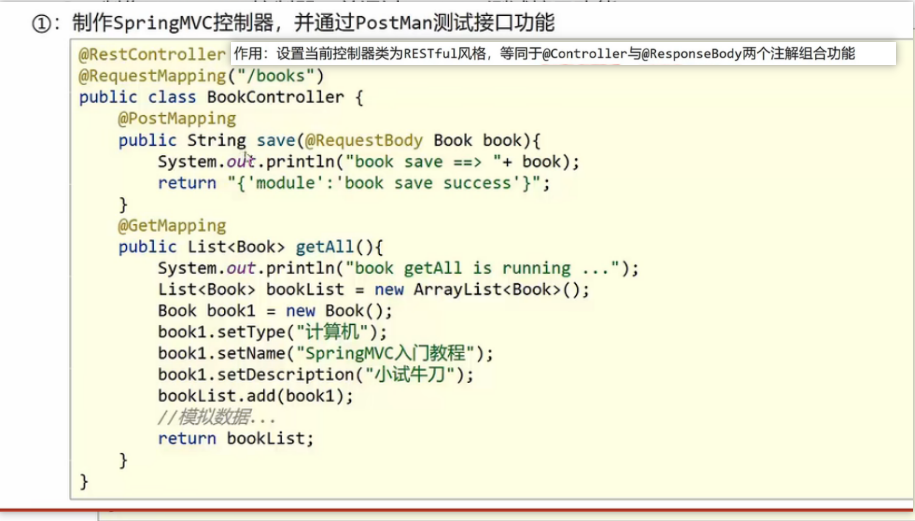 ①：制作SpringMVC控制器，并通过PostMan测试接口功能
@RestController 作用：设置当前控制器类为RESTful风格，等同于@Controller与@ResponseBody两个注解组合功能
@RequestMapping("/books")
public class BookController {
    @PostMapping
    public String save(@RequestBody Book book){
        System.out.println("book save ==> "+ book);
        return "{'module':'book save success'}";
    }
    @GetMapping
    public List<Book> getAll(){
        System.out.println("book getAll is running ...");
        List<Book> bookList = new ArrayList<Book>();
        Book book1 = new Book();
        book1.setType("计算机");
        book1.setName("SpringMVC入门教程");
        book1.setDescription("小试牛刀");
        bookList.add(book1);
        //模拟数据...
        return bookList;
    }
}